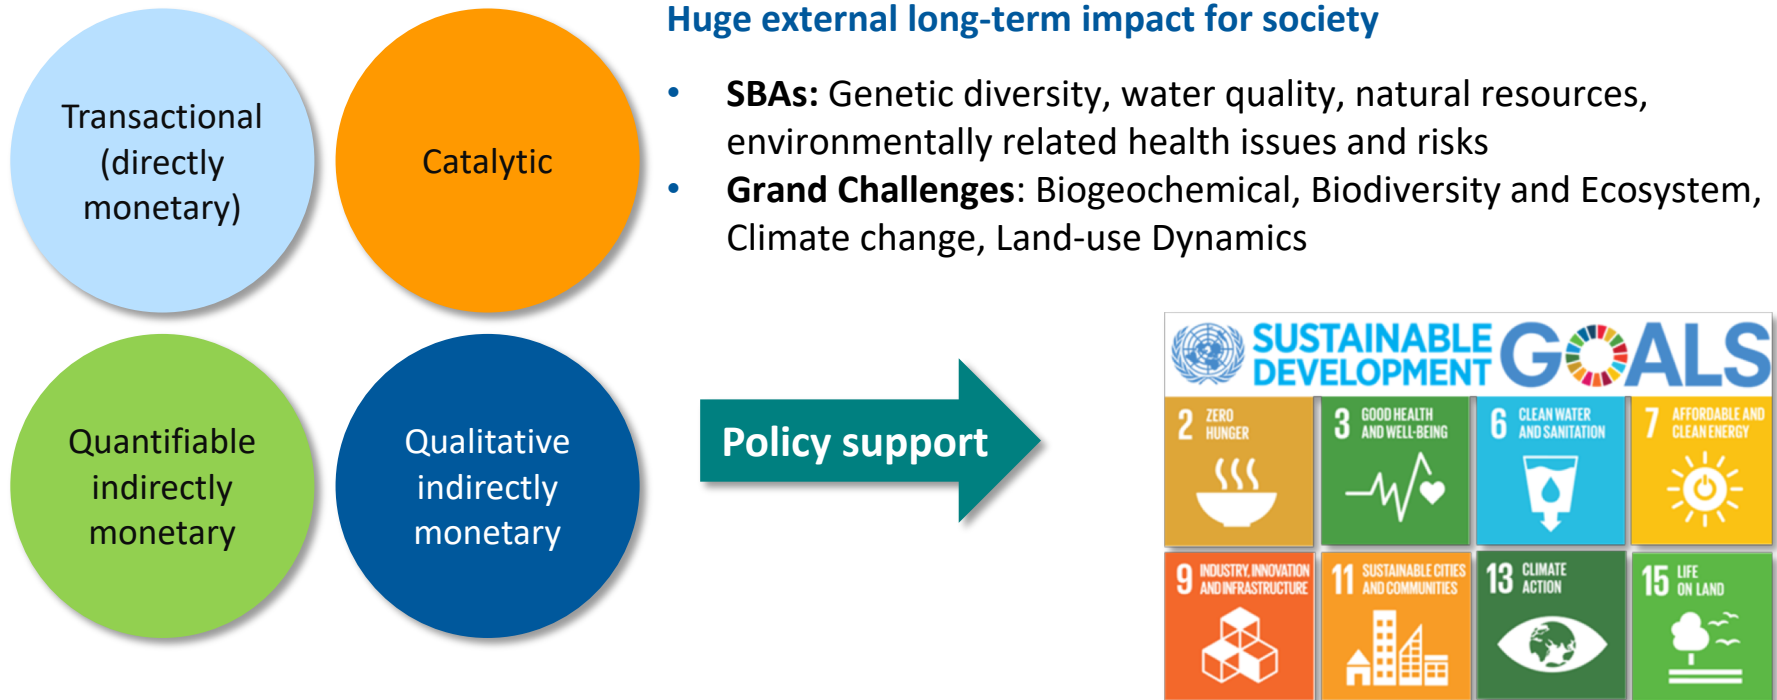 Huge external long-term impact for society
Transactional
(directly
monetary)
Catalytic
• SBAs: Genetic diversity, water quality, natural resources,
environmentally related health issues and risks
• Grand Challenges: Biogeochemical, Biodiversity and Ecosystem,
Climate change, Land-use Dynamics
Quantifiable
indirectly
monetary
Qualitative
indirectly
monetary
Policy support
SUSTAINABLE
DEVELOPMENT
GOALS
2 ZERO
HUNGER
3 GOOD HEALTH
AND WELL-BEING
6 CLEAN WATER
AND SANITATION
7 AFFORDABLE AND
CLEAN ENERGY
9 INDUSTRY, INNOVATION
AND INFRASTRUCTURE
11 SUSTAINABLE CITIES
AND COMMUNITIES
13 CLIMATE
ACTION
15 LIFE
ON LAND